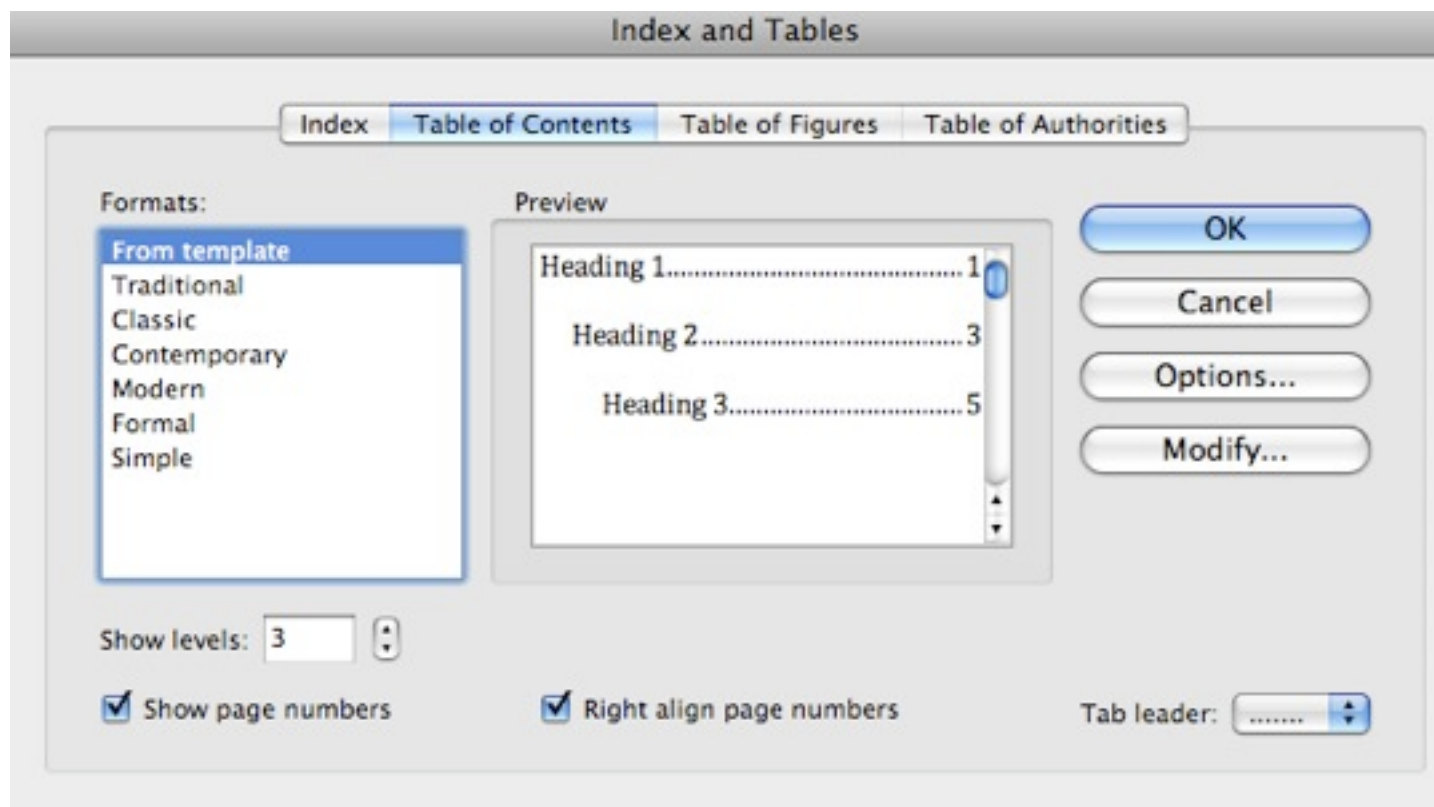 Index and Tables
Index Table of Contents Table of Figures Table of Authorities
Formats:
From template
Traditional
Classic
Contemporary
Modern
Formal
Simple
Preview
Heading 1............................................1
Heading 2.......................................3
Heading 3...................................5
OK
Cancel
Options...
Modify...
Show levels: 3
Show page numbers
Right align page numbers
Tab leader: .......